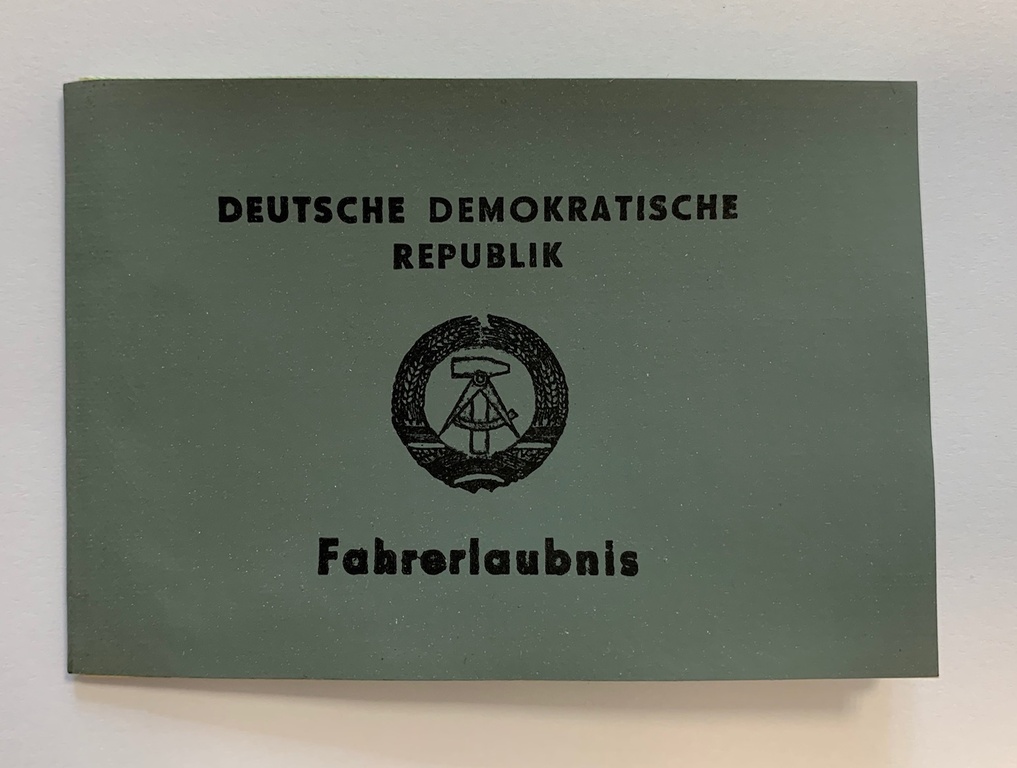 DEUTSCHE DEMOKRATISCHE
REPUBLIK
Fahrerlaubnis